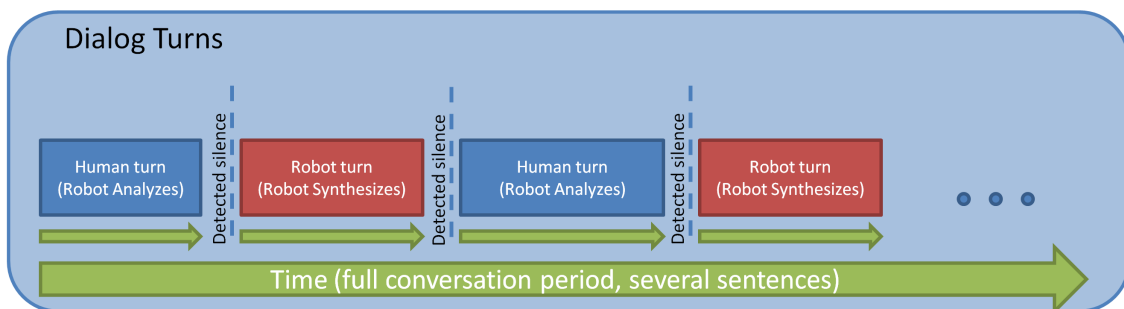 Dialog Turns
Human turn
(Robot Analyzes)
Detected silence
Robot turn
(Robot Synthesizes)
Detected silence
Human turn
(Robot Analyzes)
Detected silence
Robot turn
(Robot Synthesizes)
Time (full conversation period, several sentences)